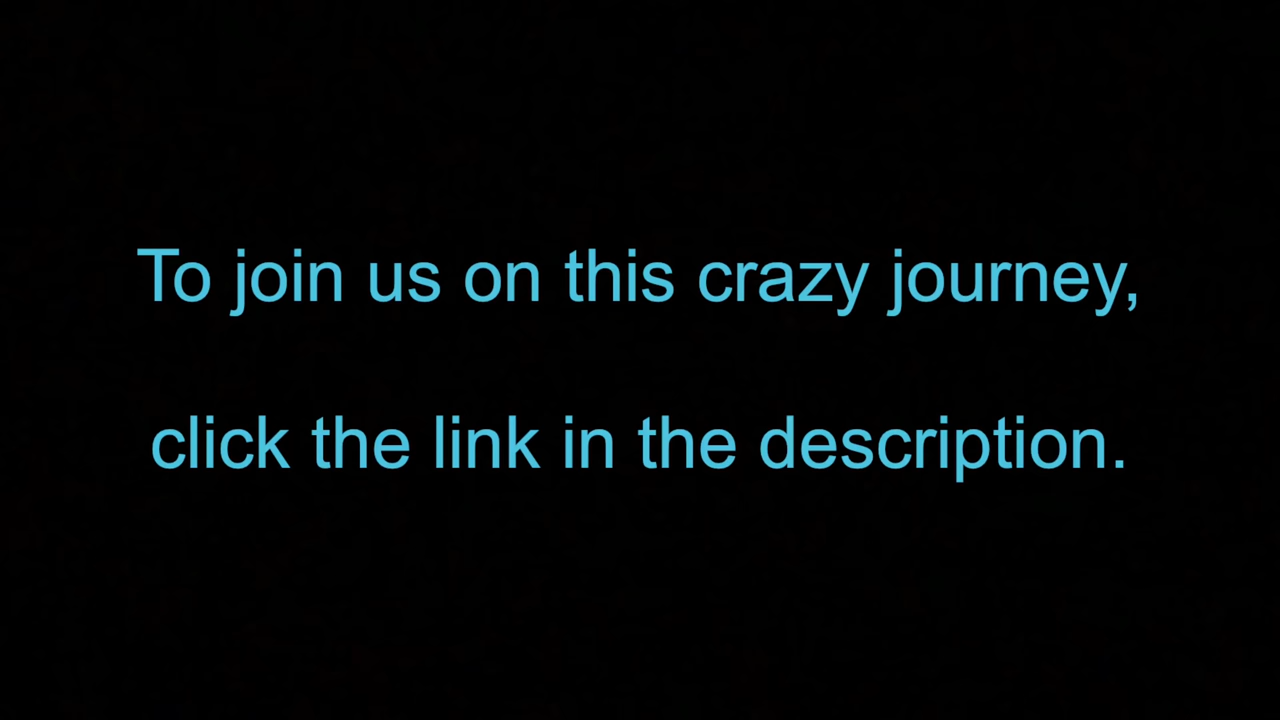 To join us on this crazy journey,
click the link in the description.